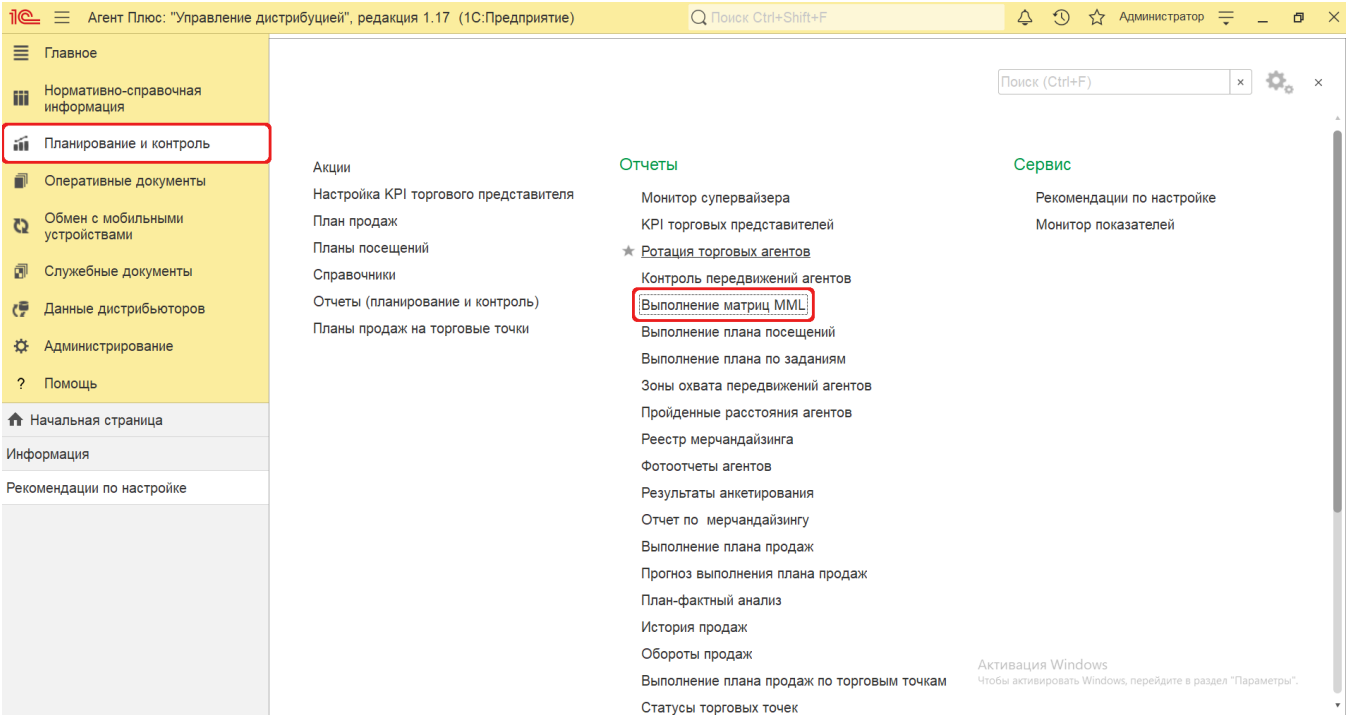 1С Агент Плюс: "Управление дистрибуцией", редакция 1.17 (1С:Предприятие)
Поиск Ctrl+Shift+F
Администратор
Главное
Нормативно-справочная
информация
Планирование и контроль
Оперативные документы
Обмен с мобильными
устройствами
Служебные документы
Данные дистрибьюторов
Администрирование
? Помощь
Начальная страница
Информация
Рекомендации по настройке
Поиск (Ctrl+F)
Акции
Настройка KPI торгового представителя
План продаж
Планы посещений
Справочники
Отчеты (планирование и контроль)
Планы продаж на торговые точки
Отчеты
Монитор супервайзера
KPI торговых представителей
Ротация торговых агентов
Контроль передвижений агентов
Выполнение матриц MML
Выполнение плана посещений
Выполнение плана по заданиям
Зоны охвата передвижений агентов
Пройденные расстояния агентов
Реестр мерчандайзинга
Фотоотчеты агентов
Результаты анкетирования
Отчет по мерчандайзингу
Выполнение плана продаж
Прогноз выполнения плана продаж
План-фактный анализ
История продаж
Обороты продаж
Выполнение плана продаж по торговым точкам
Статусы торговых точек
Сервис
Рекомендации по настройке
Монитор показателей
Активация Windows
Чтобы активировать Windows, перейдите в раздел "Параметры".